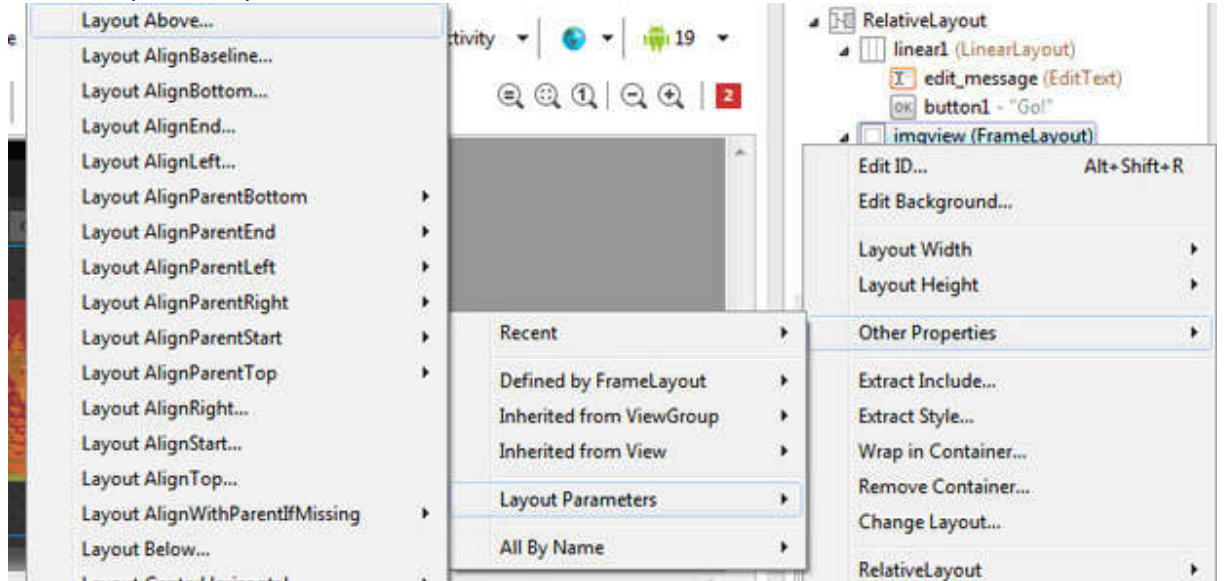 Layout Above...
Layout AlignBaseline...
Layout AlignBottom...
Layout AlignEnd...
Layout AlignLeft...
Layout AlignParentBottom
Layout AlignParentEnd
Layout AlignParentLeft
Layout AlignParentRight
Layout AlignParentStart
Layout AlignParentTop
Layout AlignRight...
Layout AlignStart...
Layout AlignTop...
Layout AlignWithParentIfMissing
Layout Below...
tivity
19
1
2
Recent
Defined by FrameLayout
Inherited from ViewGroup
Inherited from View
Layout Parameters
All By Name
RelativeLayout
linear1 (LinearLayout)
edit_message (EditText)
OK button1 - "Go!"
imgview (FrameLayout)
Edit ID... Alt+Shift+R
Edit Background...
Layout Width
Layout Height
Other Properties
Extract Include...
Extract Style...
Wrap in Container...
Remove Container...
Change Layout...
RelativeLayout